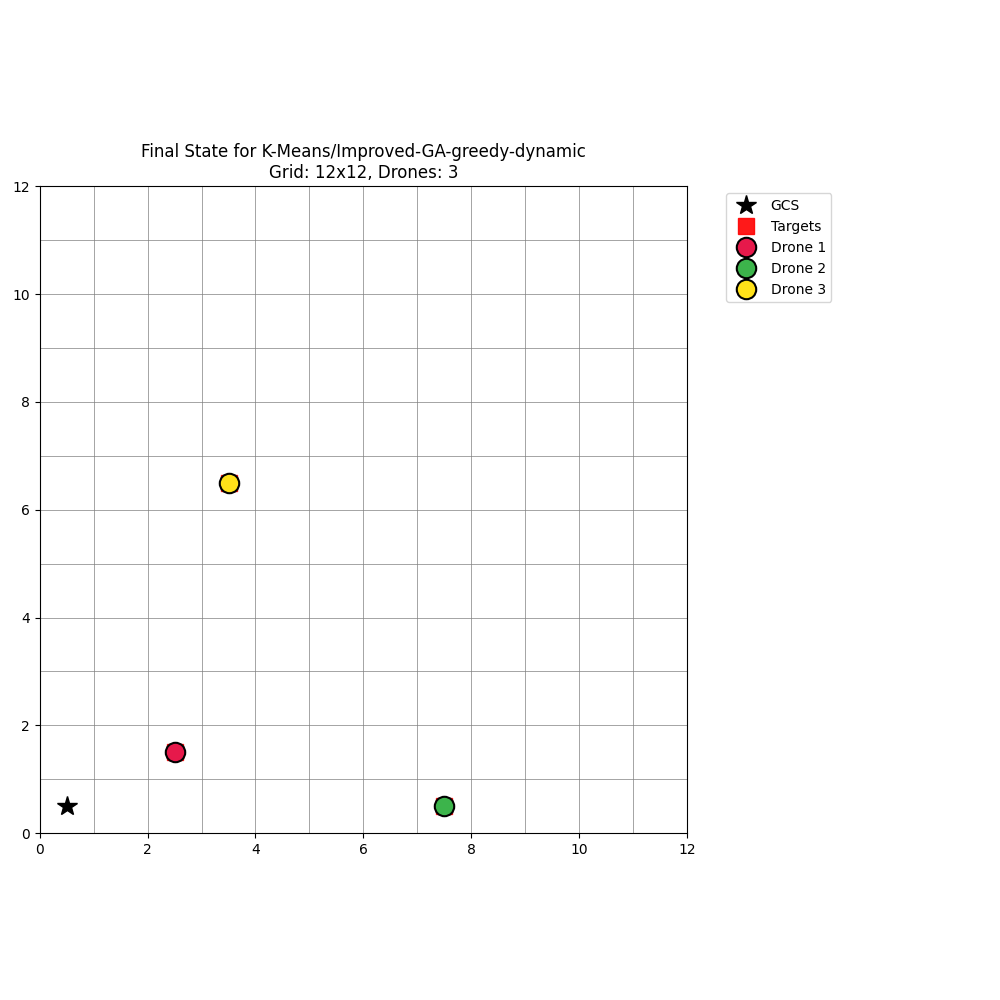 Final State for K-Means/Improved-GA-greedy-dynamic
Grid: 12x12, Drones: 3
GCS
Targets
Drone 1
Drone 2
Drone 3
12
10
8
6
4
2
0
0 2 4 6 8 10 12